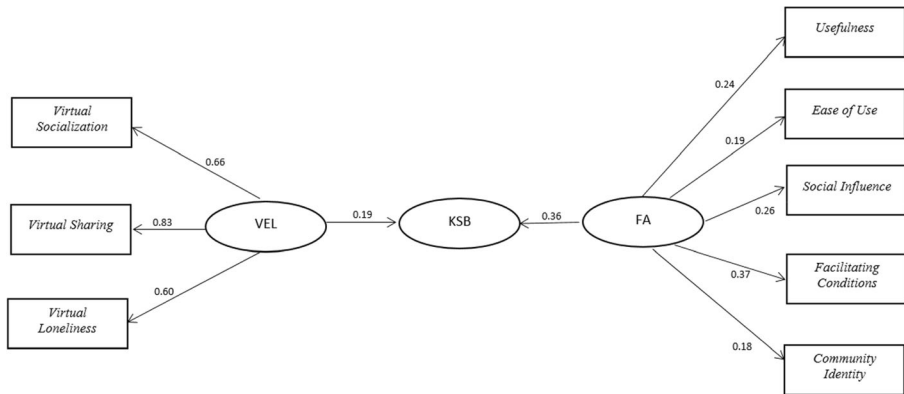 Usefulness
0.24
Virtual
Socialization
Ease of Use
0.19
0.66
Social Influence
0.26
Virtual Sharing
0.83
VEL
0.19
KSB
0.36
FA
Facilitating
Conditions
0.37
0.60
Virtual
Loneliness
0.18
Community
Identity